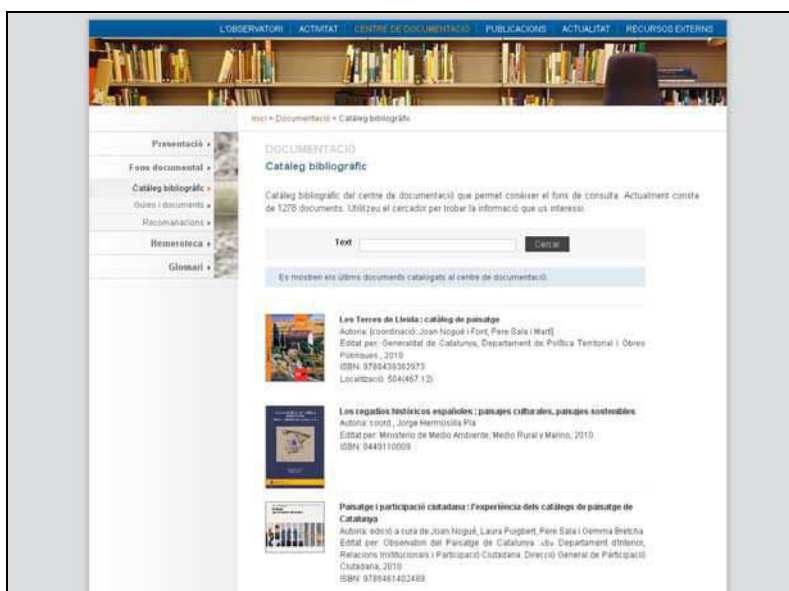 L'OBSERVATORI ACTIVITAT CENTRE DE DOCUMENTACIÓ PUBLICACIONS ACTUALITAT RECURSOS EXTERNS
Inici » Documentació » Catàleg bibliogràfic
Presentació
Fons documental
Catàleg bibliogràfic
Guies i documents
Recomanacions
Hemeroteca
Glossari
DOCUMENTACIÓ
Catàleg bibliogràfic
Catàleg bibliogràfic del centre de documentació que permet conèixer el fons de consulta. Actualment consta
de 1278 documents. Utilitzeu el cercador per trobar la informació que us interessi.
Text Cercar
Es mostren els últims documents catalogats al centre de documentació.
Les Terres de Lleida : catàleg de paisatge
Autoria: [coordinació: Joan Nogué i Font, Pere Sala i Martí]
Editat per: Generalitat de Catalunya, Departament de Política Territorial i Obres
Públiques, 2010
ISBN: 9788439382973
Localització: 504(467.12)
Los regadíos históricos españoles : paisajes culturales, paisajes sostenibles
Autoria: coord., Jorge Hermosilla Pla
Editat per: Ministerio de Medio Ambiente, Medio Rural y Marino, 2010
ISBN: 8449110009
Paisatge i participació ciutadana : l'experiència dels catàlegs de paisatge de
Catalunya
Autoria: edició a cura de Joan Nogué, Laura Puigbert, Pere Sala i Gemma Bretcha
Editat per: Observatori del Paisatge de Catalunya : <b> Departament d'Interior,
Relacions Institucionals i Participació Ciutadana. Direcció General de Participació
Ciutadana, 2010
ISBN: 9788461402489